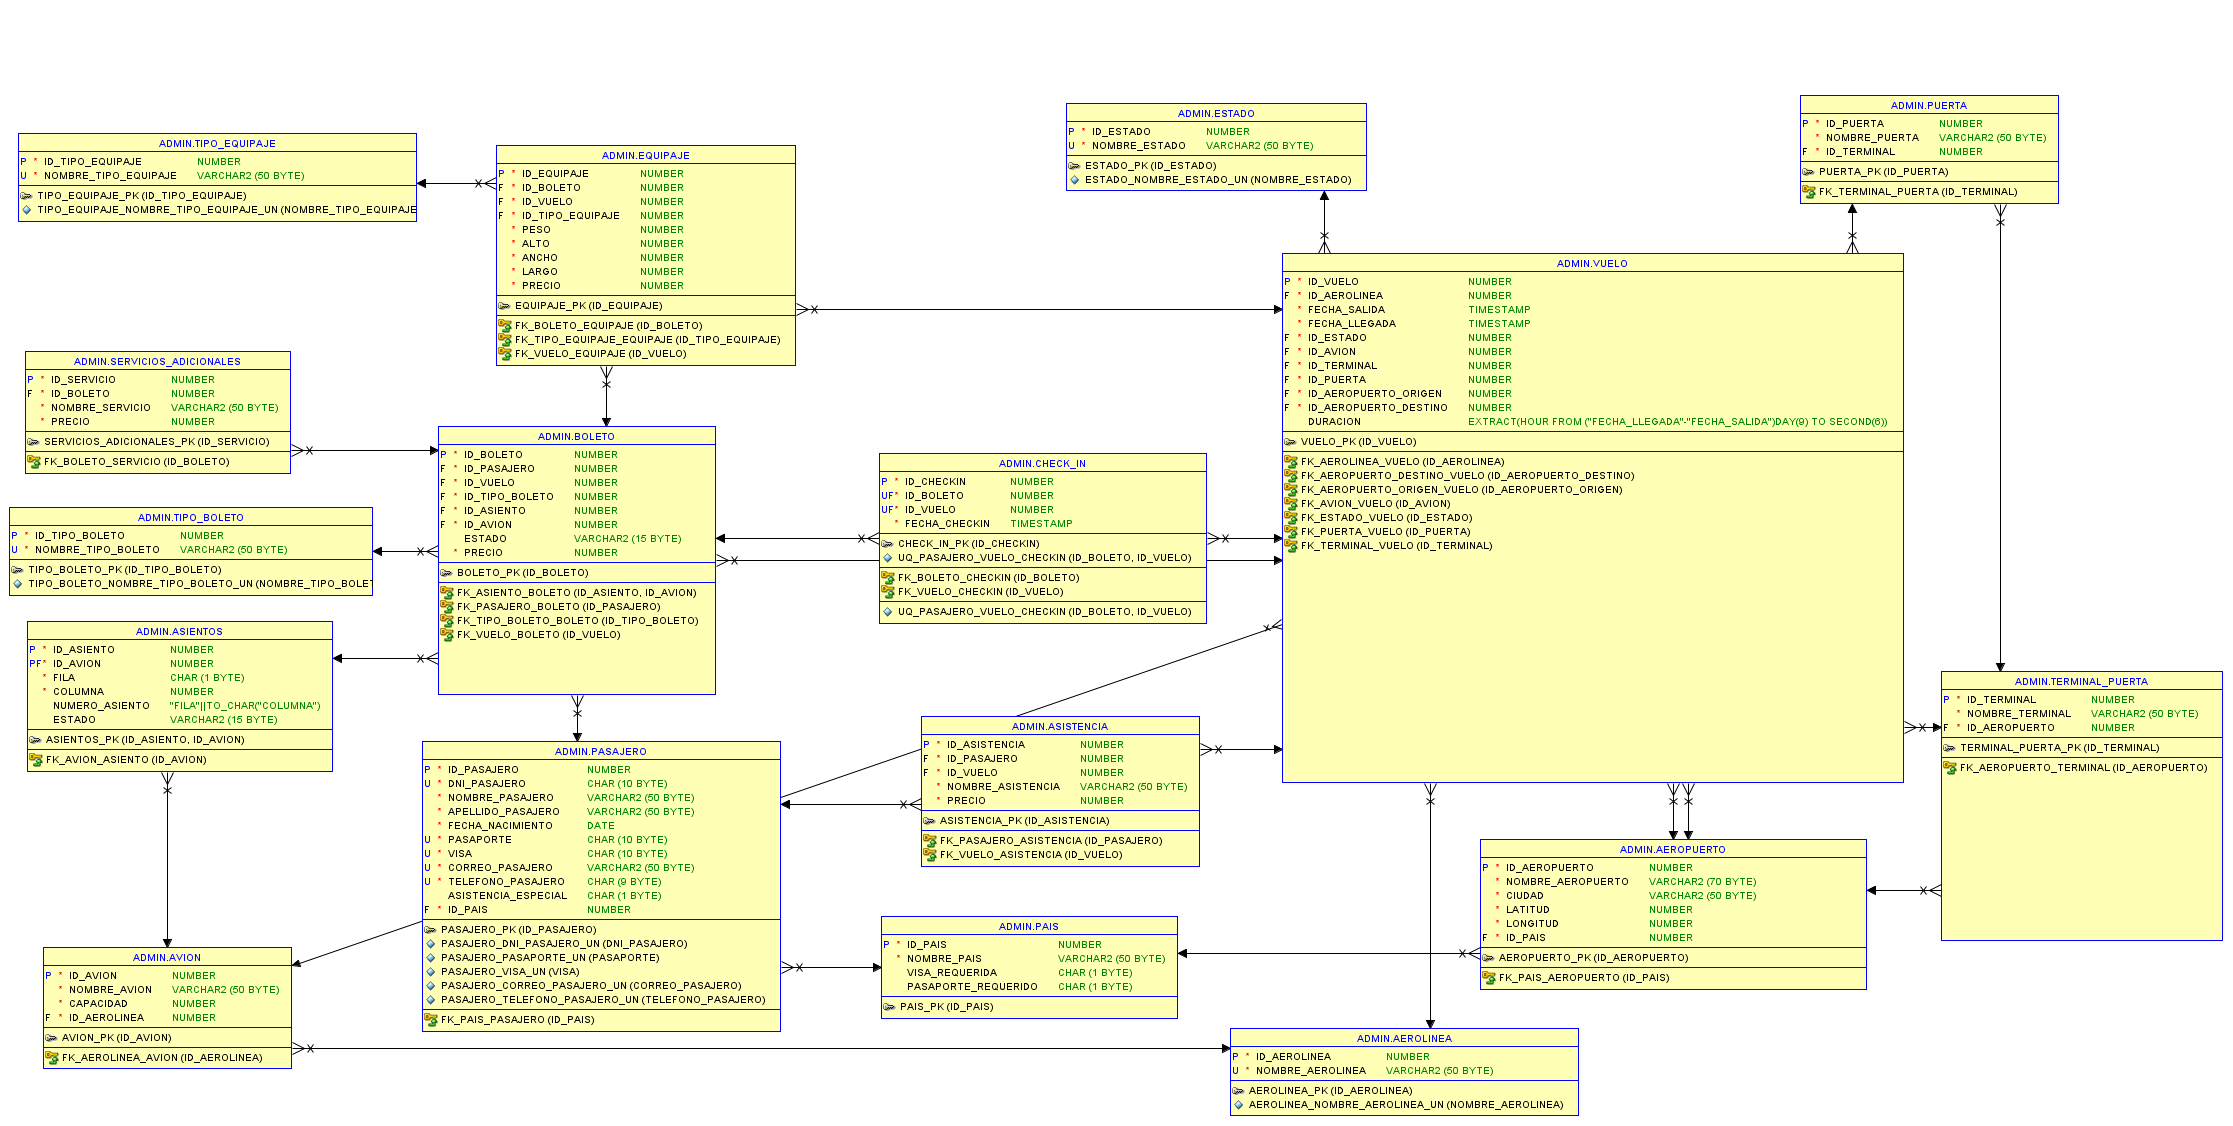 ADMIN.TIPO_EQUIPAJE
P * ID_TIPO_EQUIPAJE NUMBER
U * NOMBRE_TIPO_EQUIPAJE VARCHAR2 (50 BYTE)
TIPO_EQUIPAJE_PK (ID_TIPO_EQUIPAJE)
TIPO_EQUIPAJE_NOMBRE_TIPO_EQUIPAJE_UN (NOMBRE_TIPO_EQUIPAJE
ADMIN.EQUIPAJE
P * ID_EQUIPAJE NUMBER
F * ID_BOLETO NUMBER
F * ID_VUELO NUMBER
F * ID_TIPO_EQUIPAJE NUMBER
* PESO NUMBER
* ALTO NUMBER
* ANCHO NUMBER
* LARGO NUMBER
* PRECIO NUMBER
EQUIPAJE_PK (ID_EQUIPAJE)
FK_BOLETO_EQUIPAJE (ID_BOLETO)
FK_TIPO_EQUIPAJE_EQUIPAJE (ID_TIPO_EQUIPAJE)
FK_VUELO_EQUIPAJE (ID_VUELO)
ADMIN.ESTADO
P * ID_ESTADO NUMBER
U * NOMBRE_ESTADO VARCHAR2 (50 BYTE)
ESTADO_PK (ID_ESTADO)
ESTADO_NOMBRE_ESTADO_UN (NOMBRE_ESTADO)
ADMIN.PUERTA
P * ID_PUERTA NUMBER
* NOMBRE_PUERTA VARCHAR2 (50 BYTE)
F * ID_TERMINAL NUMBER
PUERTA_PK (ID_PUERTA)
FK_TERMINAL_PUERTA (ID_TERMINAL)
ADMIN.VUELO
P * ID_VUELO NUMBER
F * ID_AEROLINEA NUMBER
* FECHA_SALIDA TIMESTAMP
* FECHA_LLEGADA TIMESTAMP
F * ID_ESTADO NUMBER
F * ID_AVION NUMBER
F * ID_TERMINAL NUMBER
F * ID_PUERTA NUMBER
F * ID_AEROPUERTO_ORIGEN NUMBER
F * ID_AEROPUERTO_DESTINO NUMBER
DURACION EXTRACT(HOUR FROM ("FECHA_LLEGADA"-"FECHA_SALIDA")DAY(9) TO SECOND(6))
VUELO_PK (ID_VUELO)
FK_AEROLINEA_VUELO (ID_AEROLINEA)
FK_AEROPUERTO_DESTINO_VUELO (ID_AEROPUERTO_DESTINO)
FK_AEROPUERTO_ORIGEN_VUELO (ID_AEROPUERTO_ORIGEN)
FK_AVION_VUELO (ID_AVION)
FK_ESTADO_VUELO (ID_ESTADO)
FK_PUERTA_VUELO (ID_PUERTA)
FK_TERMINAL_VUELO (ID_TERMINAL)
ADMIN.SERVICIOS_ADICIONALES
P * ID_SERVICIO NUMBER
F * ID_BOLETO NUMBER
* NOMBRE_SERVICIO VARCHAR2 (50 BYTE)
* PRECIO NUMBER
SERVICIOS_ADICIONALES_PK (ID_SERVICIO)
FK_BOLETO_SERVICIO (ID_BOLETO)
ADMIN.BOLETO
P * ID_BOLETO NUMBER
F * ID_PASAJERO NUMBER
F * ID_VUELO NUMBER
F * ID_TIPO_BOLETO NUMBER
F * ID_ASIENTO NUMBER
F * ID_AVION NUMBER
ESTADO VARCHAR2 (15 BYTE)
* PRECIO NUMBER
BOLETO_PK (ID_BOLETO)
FK_ASIENTO_BOLETO (ID_ASIENTO, ID_AVION)
FK_PASAJERO_BOLETO (ID_PASAJERO)
FK_TIPO_BOLETO_BOLETO (ID_TIPO_BOLETO)
FK_VUELO_BOLETO (ID_VUELO)
ADMIN.CHECK_IN
P * ID_CHECKIN NUMBER
UF* ID_BOLETO NUMBER
UF* ID_VUELO NUMBER
* FECHA_CHECKIN TIMESTAMP
CHECK_IN_PK (ID_CHECKIN)
UQ_PASAJERO_VUELO_CHECKIN (ID_BOLETO, ID_VUELO)
FK_BOLETO_CHECKIN (ID_BOLETO)
FK_VUELO_CHECKIN (ID_VUELO)
UQ_PASAJERO_VUELO_CHECKIN (ID_BOLETO, ID_VUELO)
ADMIN.TIPO_BOLETO
P * ID_TIPO_BOLETO NUMBER
U * NOMBRE_TIPO_BOLETO VARCHAR2 (50 BYTE)
TIPO_BOLETO_PK (ID_TIPO_BOLETO)
TIPO_BOLETO_NOMBRE_TIPO_BOLETO_UN (NOMBRE_TIPO_BOLET
ADMIN.ASIENTOS
P * ID_ASIENTO NUMBER
PF* ID_AVION NUMBER
* FILA CHAR (1 BYTE)
* COLUMNA NUMBER
NUMERO_ASIENTO "FILA"||TO_CHAR("COLUMNA")
ESTADO VARCHAR2 (15 BYTE)
ASIENTOS_PK (ID_ASIENTO, ID_AVION)
FK_AVION_ASIENTO (ID_AVION)
ADMIN.TERMINAL_PUERTA
P * ID_TERMINAL NUMBER
* NOMBRE_TERMINAL VARCHAR2 (50 BYTE)
F * ID_AEROPUERTO NUMBER
TERMINAL_PUERTA_PK (ID_TERMINAL)
FK_AEROPUERTO_TERMINAL (ID_AEROPUERTO)
ADMIN.ASISTENCIA
P * ID_ASISTENCIA NUMBER
F * ID_PASAJERO NUMBER
F * ID_VUELO NUMBER
* NOMBRE_ASISTENCIA VARCHAR2 (50 BYTE)
* PRECIO NUMBER
ASISTENCIA_PK (ID_ASISTENCIA)
FK_PASAJERO_ASISTENCIA (ID_PASAJERO)
FK_VUELO_ASISTENCIA (ID_VUELO)
ADMIN.PASAJERO
P * ID_PASAJERO NUMBER
U * DNI_PASAJERO CHAR (10 BYTE)
* NOMBRE_PASAJERO VARCHAR2 (50 BYTE)
* APELLIDO_PASAJERO VARCHAR2 (50 BYTE)
* FECHA_NACIMIENTO DATE
U * PASAPORTE CHAR (10 BYTE)
U * VISA CHAR (10 BYTE)
U * CORREO_PASAJERO VARCHAR2 (50 BYTE)
U * TELEFONO_PASAJERO CHAR (9 BYTE)
ASISTENCIA_ESPECIAL CHAR (1 BYTE)
F * ID_PAIS NUMBER
PASAJERO_PK (ID_PASAJERO)
PASAJERO_DNI_PASAJERO_UN (DNI_PASAJERO)
PASAJERO_PASAPORTE_UN (PASAPORTE)
PASAJERO_VISA_UN (VISA)
PASAJERO_CORREO_PASAJERO_UN (CORREO_PASAJERO)
PASAJERO_TELEFONO_PASAJERO_UN (TELEFONO_PASAJERO)
FK_PAIS_PASAJERO (ID_PAIS)
ADMIN.AEROPUERTO
P * ID_AEROPUERTO NUMBER
* NOMBRE_AEROPUERTO VARCHAR2 (70 BYTE)
* CIUDAD VARCHAR2 (50 BYTE)
* LATITUD NUMBER
* LONGITUD NUMBER
F * ID_PAIS NUMBER
AEROPUERTO_PK (ID_AEROPUERTO)
FK_PAIS_AEROPUERTO (ID_PAIS)
ADMIN.PAIS
P * ID_PAIS NUMBER
* NOMBRE_PAIS VARCHAR2 (50 BYTE)
VISA_REQUERIDA CHAR (1 BYTE)
PASAPORTE_REQUERIDO CHAR (1 BYTE)
PAIS_PK (ID_PAIS)
ADMIN.AVION
P * ID_AVION NUMBER
* NOMBRE_AVION VARCHAR2 (50 BYTE)
* CAPACIDAD NUMBER
F * ID_AEROLINEA NUMBER
AVION_PK (ID_AVION)
FK_AEROLINEA_AVION (ID_AEROLINEA)
ADMIN.AEROLINEA
P * ID_AEROLINEA NUMBER
U * NOMBRE_AEROLINEA VARCHAR2 (50 BYTE)
AEROLINEA_PK (ID_AEROLINEA)
AEROLINEA_NOMBRE_AEROLINEA_UN (NOMBRE_AEROLINEA)